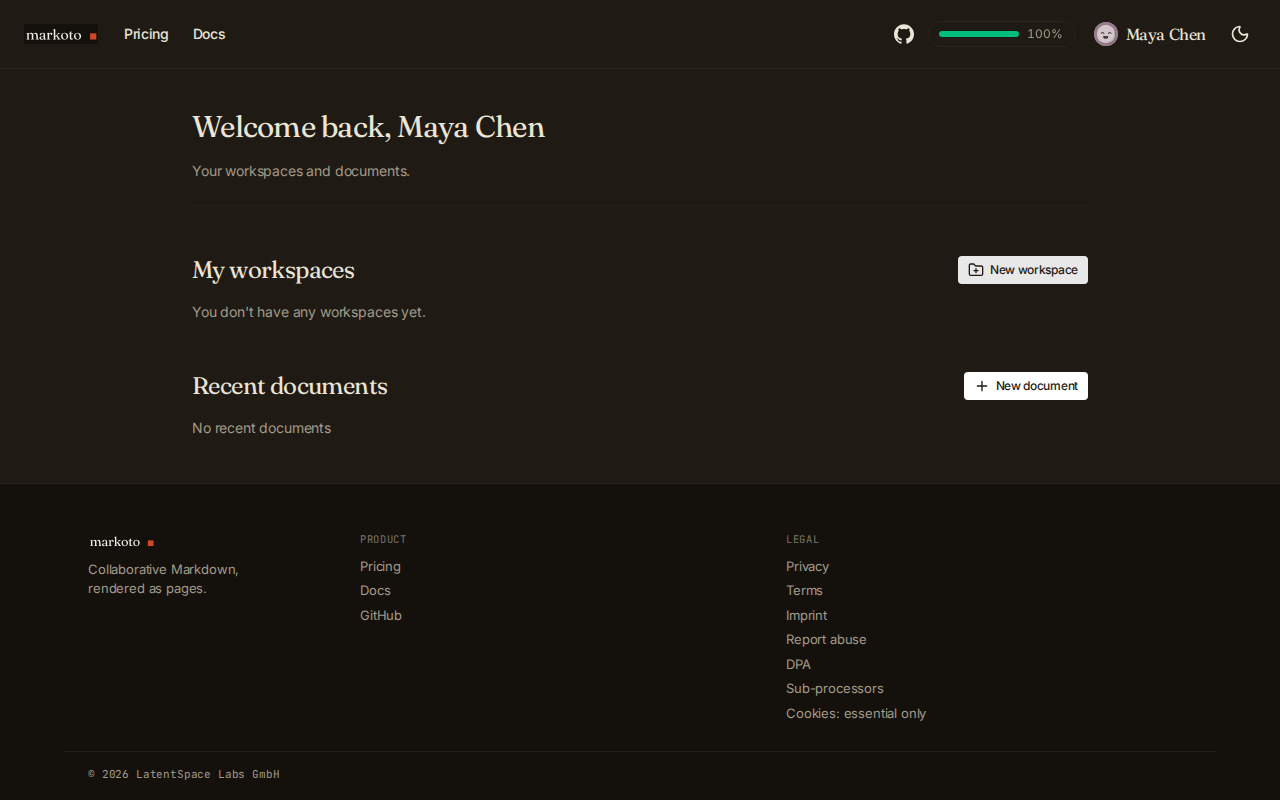 markoto
Pricing
Docs
100%
Maya Chen
Welcome back, Maya Chen
Your workspaces and documents.
My workspaces
New workspace
You don't have any workspaces yet.
Recent documents
New document
No recent documents
markoto
Collaborative Markdown,
rendered as pages.
PRODUCT
Pricing
Docs
GitHub
LEGAL
Privacy
Terms
Imprint
Report abuse
DPA
Sub-processors
Cookies: essential only
© 2026 LatentSpace Labs GmbH